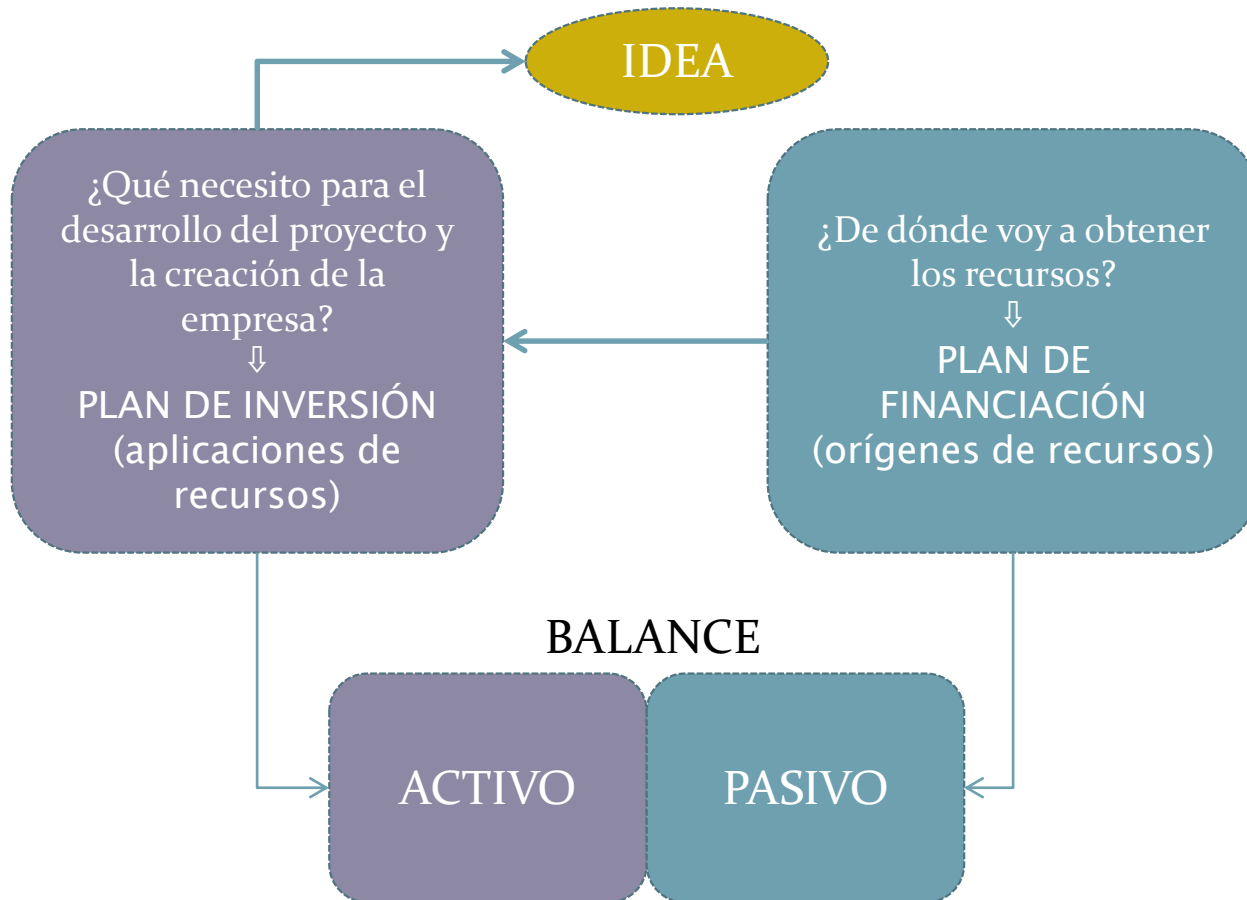 IDEA
¿Qué necesito para el
desarrollo del proyecto y
la creación de la
empresa?
⇩
PLAN DE INVERSIÓN
(aplicaciones de
recursos)
¿De dónde voy a obtener
los recursos?
⇩
PLAN DE
FINANCIACIÓN
(orígenes de recursos)
BALANCE
ACTIVO
PASIVO